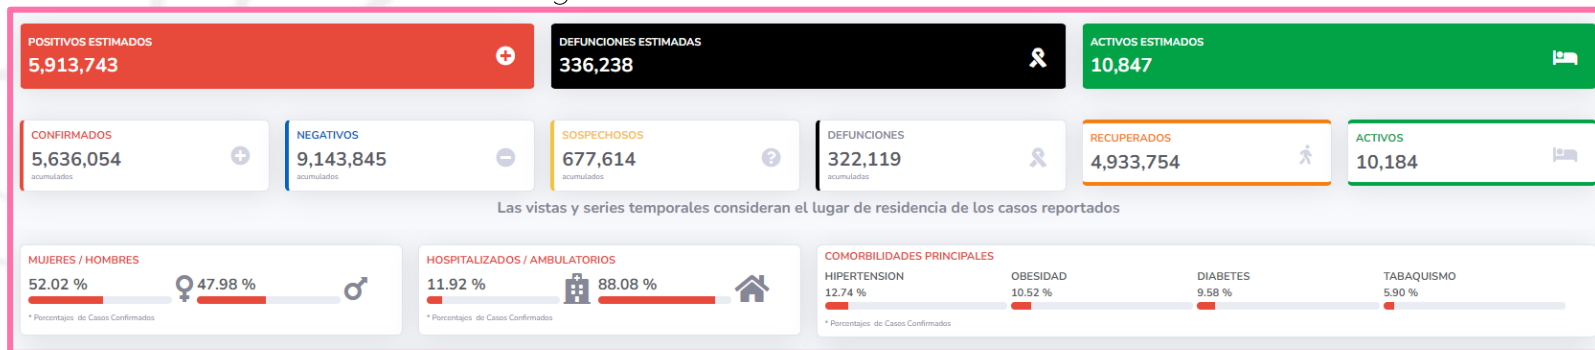 POSITIVOS ESTIMADOS
5,913,743
DEFUNCIONES ESTIMADAS
336,238
ACTIVOS ESTIMADOS
10,847
CONFIRMADOS
5,636,054
acumulados
NEGATIVOS
9,143,845
acumulados
SOSPECHOSOS
677,614
acumulados
DEFUNCIONES
322,119
acumuladas
RECUPERADOS
4,933,754
ACTIVOS
10,184
Las vistas y series temporales consideran el lugar de residencia de los casos reportados
MUJERES / HOMBRES
52.02 % 47.98 %
* Porcentajes de Casos Confirmados
HOSPITALIZADOS / AMBULATORIOS
11.92 % 88.08 %
* Porcentajes de Casos Confirmados
COMORBILIDADES PRINCIPALES
HIPERTENSION OBESIDAD DIABETES TABAQUISMO
12.74 % 10.52 % 9.58 % 5.90 %
* Porcentajes de Casos Confirmados